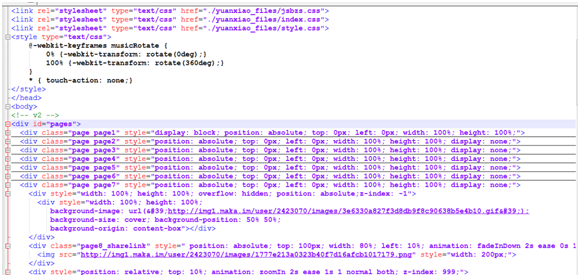 <link rel="stylesheet" type="text/css" href="./yuanxiao_files/jsbzs.css">
<link rel="stylesheet" type="text/css" href="./yuanxiao_files/index.css">
<link rel="stylesheet" type="text/css" href="./yuanxiao_files/style.css">
<style type="text/css">
@-webkit-keyframes musicRotate {
0% {-webkit-transform: rotate(0deg);}
100% {-webkit-transform: rotate(360deg);}
}
* { touch-action: none;}
</style>
</head>
<body>
<!-- v2 -->
<div id="pages">
<div class="page page1" style="display: block; position: absolute; top: 0px; left: 0px; width: 100%; height: 100%;">
<div class="page page2" style="position: absolute; top: 0px; left: 0px; width: 100%; height: 100%; display: none;">
<div class="page page3" style="position: absolute; top: 0px; left: 0px; width: 100%; height: 100%; display: none;">
<div class="page page4" style="position: absolute; top: 0px; left: 0px; width: 100%; height: 100%; display: none;">
<div class="page page5" style="position: absolute; top: 0px; left: 0px; width: 100%; height: 100%; display: none;">
<div class="page page6" style="position: absolute; top: 0px; left: 0px; width: 100%; height: 100%; display: none;">
<div class="page page7" style="position: absolute; top: 0px; left: 0px; width: 100%; height: 100%; display: none;">
<div style="width: 100%; height: 100%; overflow: hidden; position: absolute;z-index: -1">
<div style="width: 100%; height: 100%;
background-image: url(&#39;http://img1.maka.im/user/2423070/images/3e6330a827f3d8db9f8c90638b5e4b10.gif&#39;);
background-size: cover; background-position: 50% 50%;
background-origin: content-box"></div>
</div>
<div class="page8_sharelink" style=" position: absolute; top: 100px; width: 80%; left: 10%; animation: fadeInDown 2s ease 0s 1
<img src="http://img1.maka.im/user/2423070/images/1777e213a0323b40f7d16afcb1017179.png" style="width: 200px;">
</div>
<div style="position: relative; top: 10%; animation: zoomIn 2s ease 1s 1 normal both; z-index: 999;">